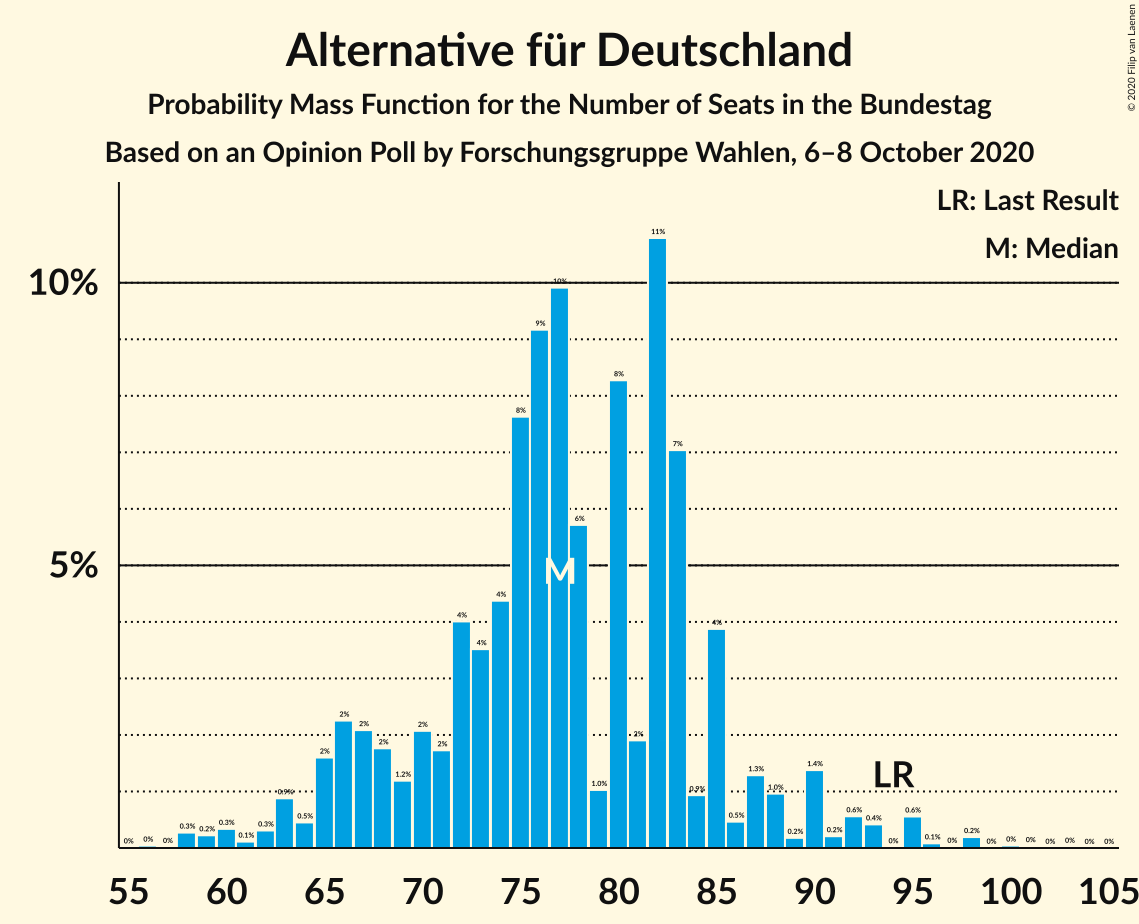 Alternative für Deutschland
Probability Mass Function for the Number of Seats in the Bundestag
Based on an Opinion Poll by Forschungsgruppe Wahlen, 6–8 October 2020
© 2020 Filip van Laenen
LR: Last Result
M: Median
10%
5%
0% 0% 0% 0.3% 0.2% 0.3% 0.1% 0.3% 0.9% 0.5% 2% 2% 2% 2% 1.2% 2% 2% 4% 4% 4% 8% 9% 10% 6% 1.0% 8% 2% 11% 7% 0.9% 4% 0.5% 1.3% 1.0% 0.2% 1.4% 0.2% 0.6% 0.4% 0% 0.6% 0.1% 0% 0.2% 0% 0% 0% 0% 0% 0% 0%
M
LR
55 60 65 70 75 80 85 90 95 100 105